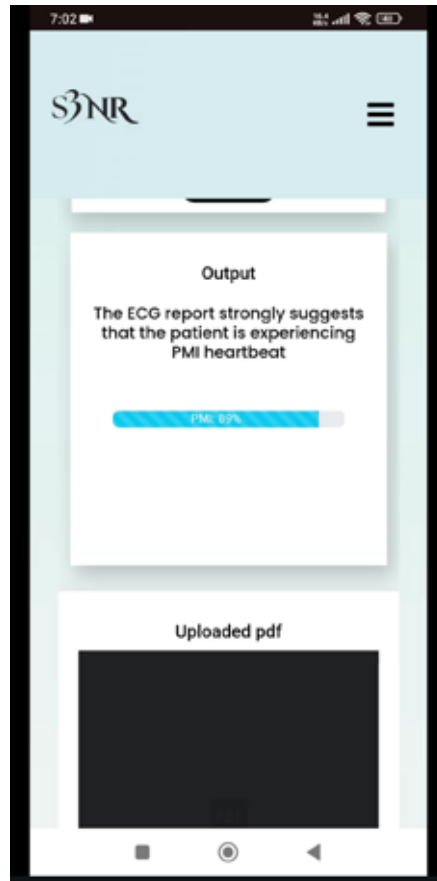 7:02
S3NR
Output
The ECG report strongly suggests
that the patient is experiencing
PMI heartbeat
PMI: 89%
Uploaded pdf